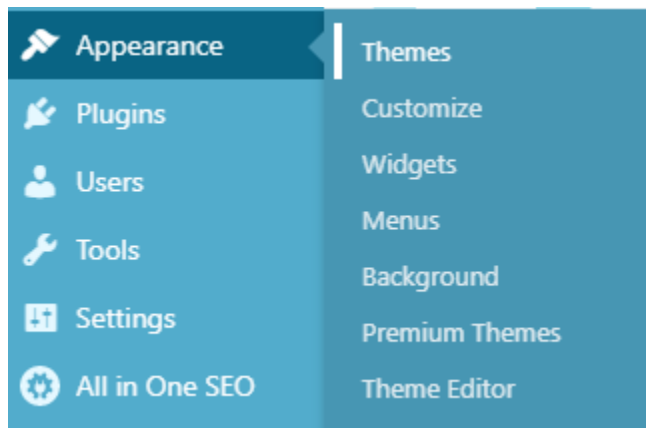 Appearance
Plugins
Users
Tools
Settings
All in One SEO
Themes
Customize
Widgets
Menus
Background
Premium Themes
Theme Editor